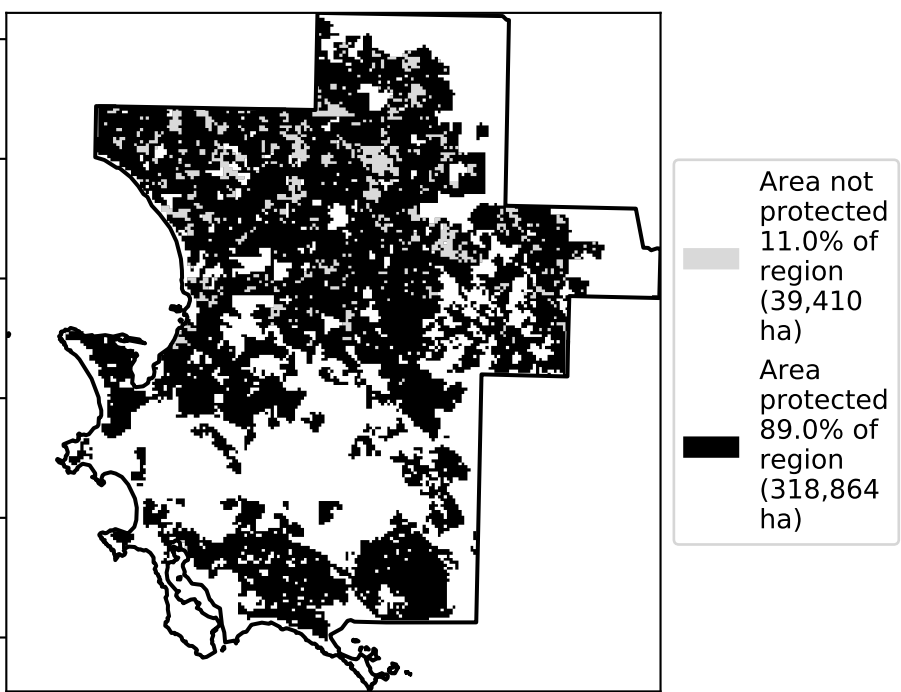 Area not
protected
11.0% of
region
(39,410
ha)
Area
protected
89.0% of
region
(318,864
ha)